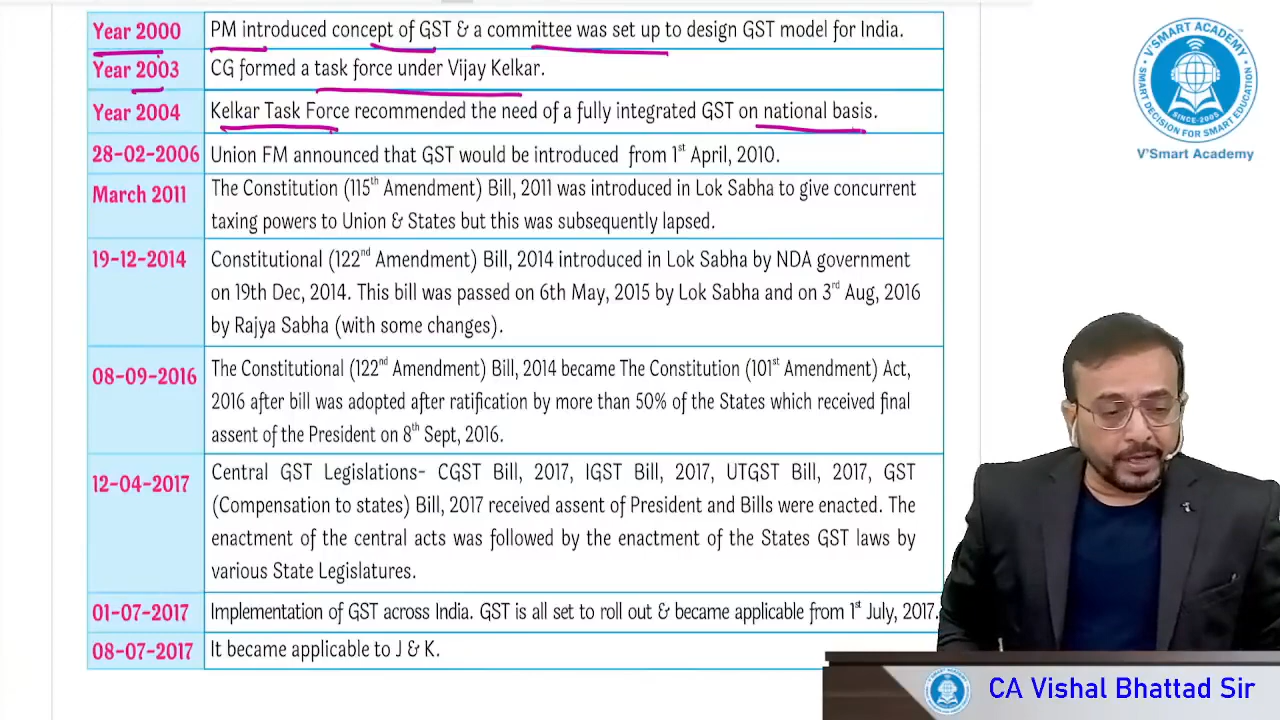 Year 2000 PM introduced concept of GST & a committee was set up to design GST model for India.
Year 2003 CG formed a task force under Vijay Kelkar.
Year 2004 Kelkar Task Force recommended the need of a fully integrated GST on national basis.
28-02-2006 Union FM announced that GST would be introduced from 1st April, 2010.
March 2011 The Constitution (115th Amendment) Bill, 2011 was introduced in Lok Sabha to give concurrent
taxing powers to Union & States but this was subsequently lapsed.
19-12-2014 Constitutional (122nd Amendment) Bill, 2014 introduced in Lok Sabha by NDA government
on 19th Dec, 2014. This bill was passed on 6th May, 2015 by Lok Sabha and on 3rd Aug, 2016
by Rajya Sabha (with some changes).
08-09-2016 The Constitutional (122nd Amendment) Bill, 2014 became The Constitution (101st Amendment) Act,
2016 after bill was adopted after ratification by more than 50% of the States which received final
assent of the President on 8th Sept, 2016.
12-04-2017 Central GST Legislations- CGST Bill, 2017, IGST Bill, 2017, UTGST Bill, 2017, GST
(Compensation to states) Bill, 2017 received assent of President and Bills were enacted. The
enactment of the central acts was followed by the enactment of the States GST laws by
various State Legislatures.
01-07-2017 Implementation of GST across India. GST is all set to roll out & became applicable from 1st July, 2017.
08-07-2017 It became applicable to J & K.
V'SMART ACADEMY
SMART DECISION FOR SMART EDUCATION
SINCE-2005
V'Smart Academy
CA Vishal Bhattad Sir